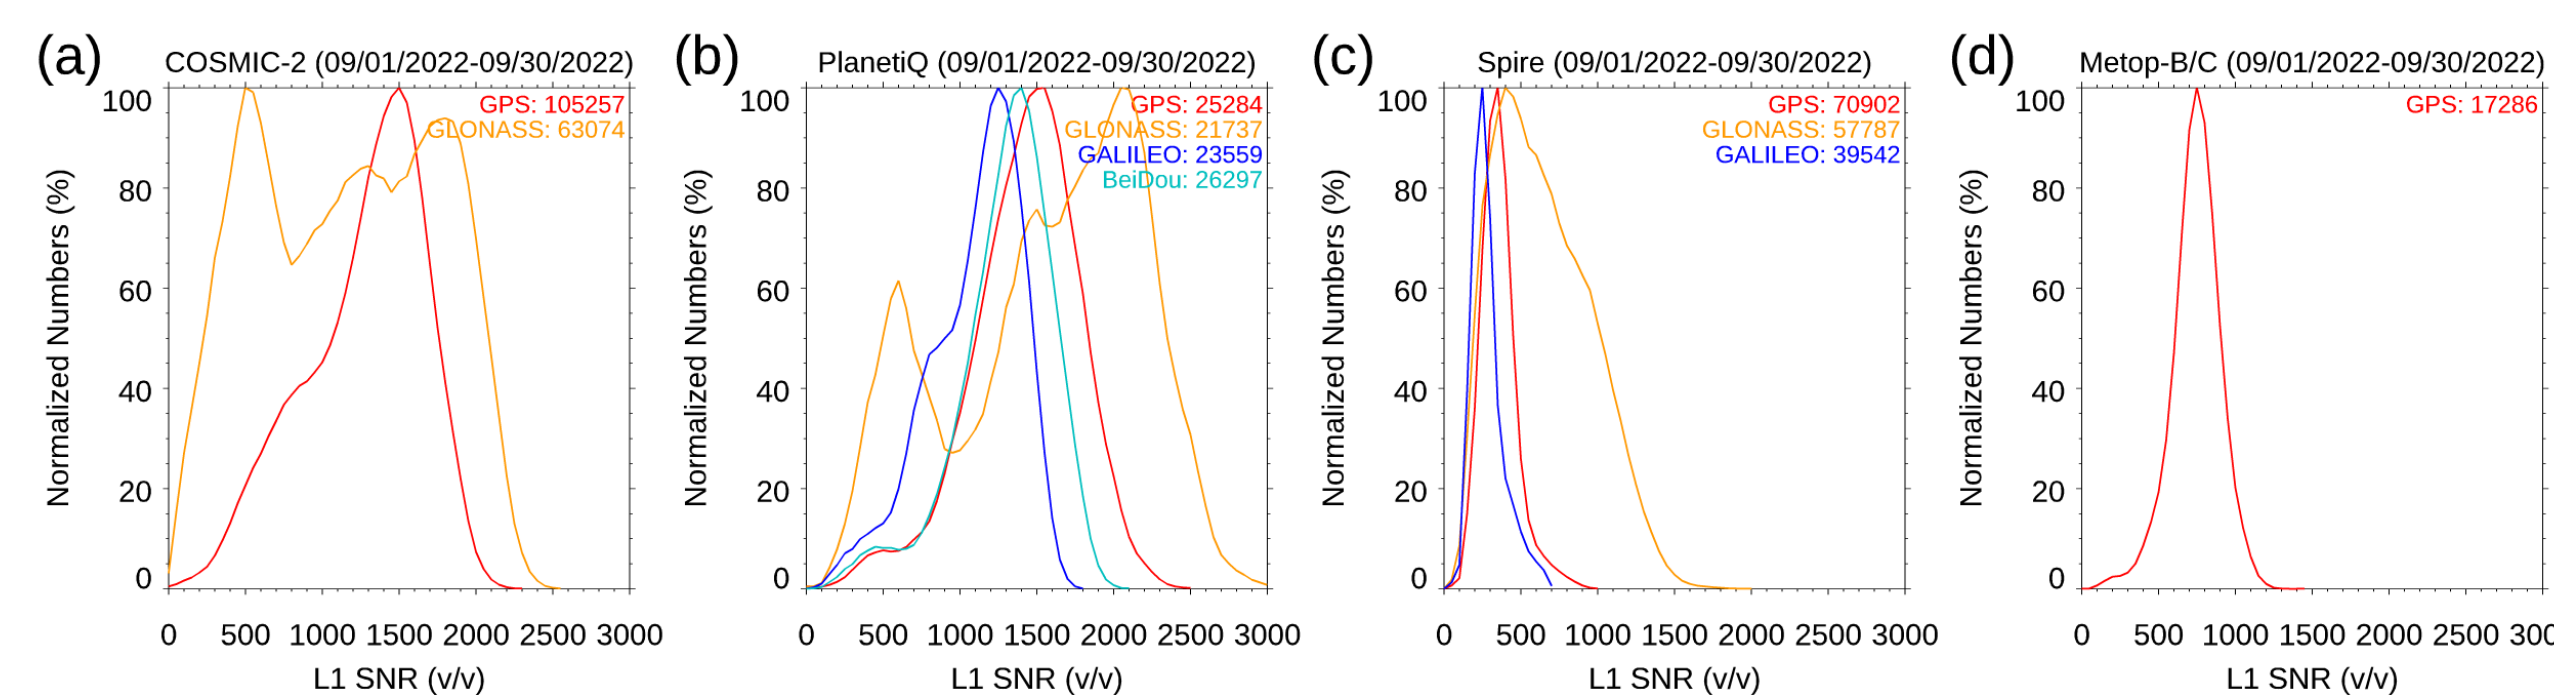 (a)
COSMIC-2 (09/01/2022-09/30/2022)
GPS: 105257
GLONASS: 63074
100
80
60
40
20
0
Normalized Numbers (%)
0 500 1000 1500 2000 2500 3000
L1 SNR (v/v)
(b)
PlanetiQ (09/01/2022-09/30/2022)
GPS: 25284
GLONASS: 21737
GALILEO: 23559
BeiDou: 26297
100
80
60
40
20
0
Normalized Numbers (%)
0 500 1000 1500 2000 2500 3000
L1 SNR (v/v)
(c)
Spire (09/01/2022-09/30/2022)
GPS: 70902
GLONASS: 57787
GALILEO: 39542
100
80
60
40
20
0
Normalized Numbers (%)
0 500 1000 1500 2000 2500 3000
L1 SNR (v/v)
(d)
Metop-B/C (09/01/2022-09/30/2022)
GPS: 17286
100
80
60
40
20
0
Normalized Numbers (%)
0 500 1000 1500 2000 2500 300
L1 SNR (v/v)